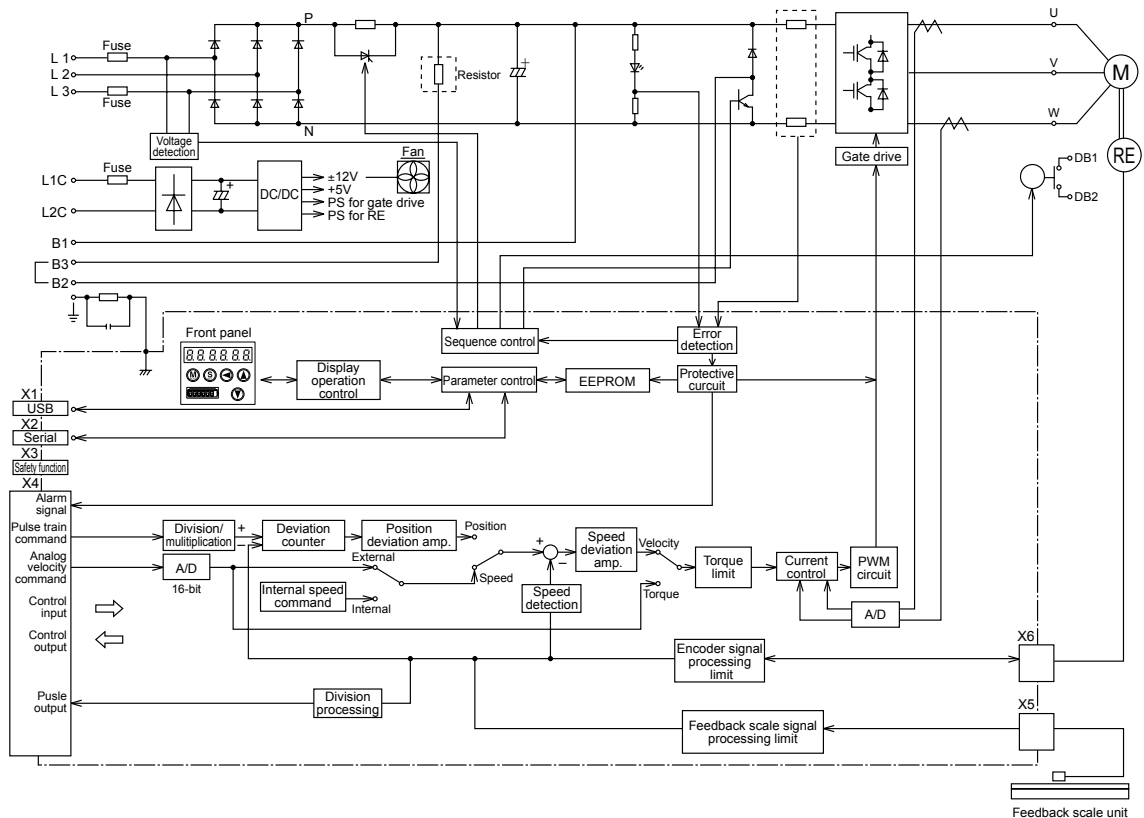 P
U
Fuse
L 1
L 2
L 3
Fuse
Resistor
V
M
W
N
Voltage
detection
Fan
Fuse
L1C
L2C
DC/DC
±12V
+5V
PS for gate drive
PS for RE
Gate drive
RE
DB1
DB2
B1
B3
B2
Front panel
8.8.8.8.8.8.
M S
Display
operation
control
Sequence control
Error
detection
Parameter control
EEPROM
Protective
curcuit
X1
USB
X2
Serial
X3
Safety function
X4
Alarm
signal
Pulse train
command
Analog
velocity
command
Control
input
Control
output
Pusle
output
Division/
muitiplication
+
−
Deviation
counter
Position
deviation amp.
Position
A/D
16-bit
External
Internal speed
command
Internal
Speed
+
−
Speed
deviation
amp.
Speed
detection
Velocity
Torque
Torque
limit
Current
control
PWM
circuit
A/D
Encoder signal
processing
limit
X6
Division
processing
Feedback scale signal
processing limit
X5
Feedback scale unit